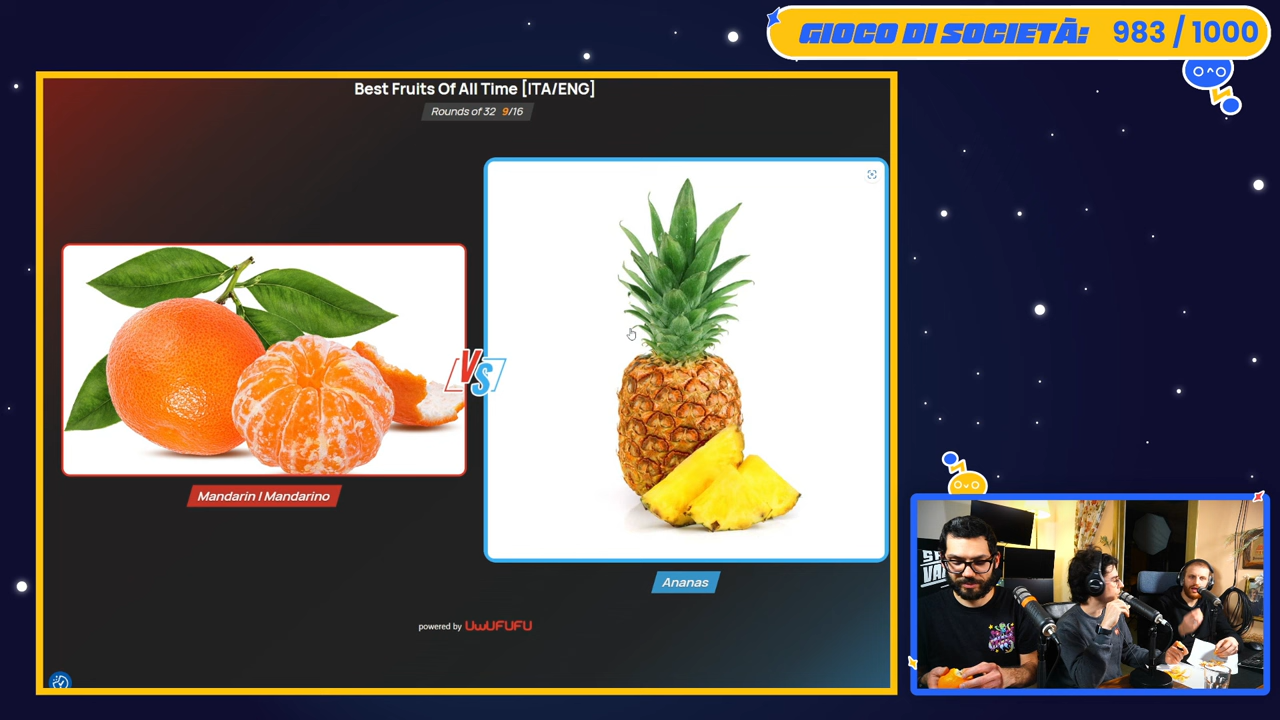 GIOCO DI SOCIETÀ: 983 / 1000
Best Fruits Of All Time [ITA/ENG]
Rounds of 32 9/16
VS
Mandarin | Mandarino
Ananas
powered by UwUFUFU